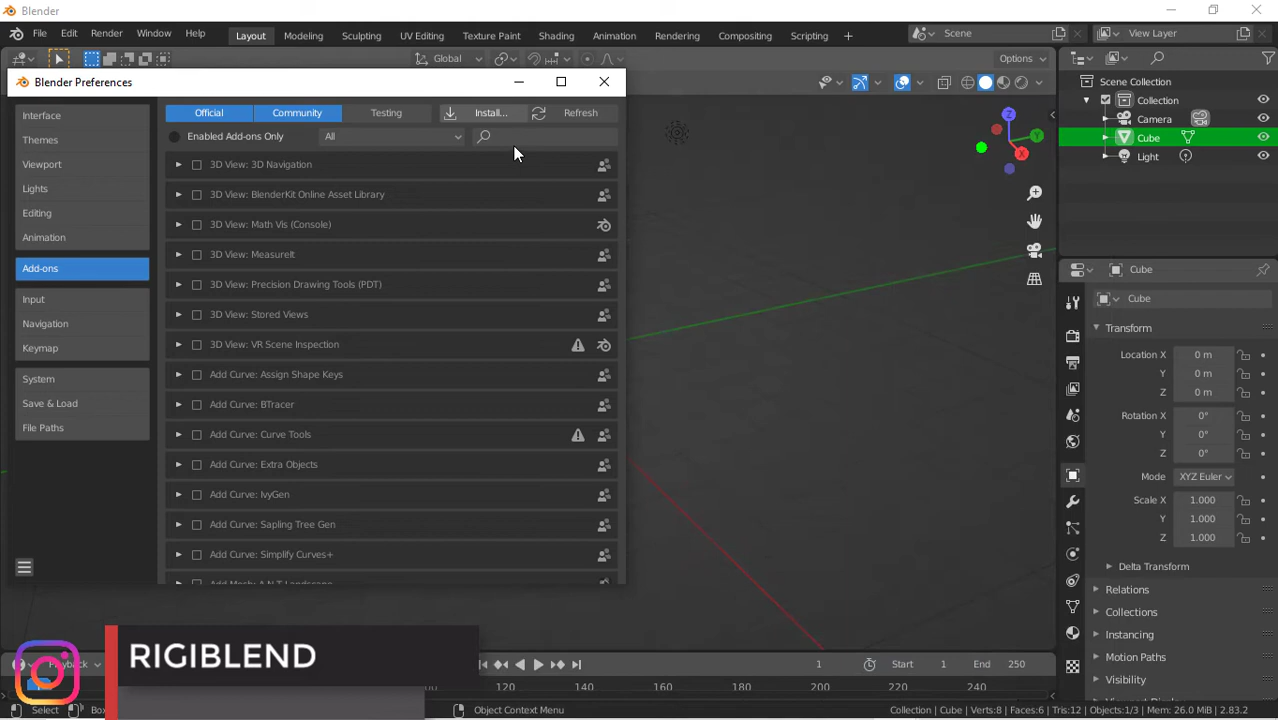 Blender
File Edit Render Window Help Layout Modeling Sculpting UV Editing Texture Paint Shading Animation Rendering Compositing Scripting Scene View Layer
Global Options
Blender Preferences
Interface
Themes
Viewport
Lights
Editing
Animation
Add-ons
Input
Navigation
Keymap
System
Save & Load
File Paths
Official Community Testing Install... Refresh
Enabled Add-ons Only All
3D View: 3D Navigation
3D View: BlenderKit Online Asset Library
3D View: Math Vis (Console)
3D View: MeasureIt
3D View: Precision Drawing Tools (PDT)
3D View: Stored Views
3D View: VR Scene Inspection
Add Curve: Assign Shape Keys
Add Curve: BTracer
Add Curve: Curve Tools
Add Curve: Extra Objects
Add Curve: IvyGen
Add Curve: Sapling Tree Gen
Add Curve: Simplify Curves+
Add Mesh: A.N.T.Landscape
Z
Y
X
Scene Collection
Collection
Camera
Cube
Light
Cube
Cube
Transform
Location X 0 m
Y 0 m
Z 0 m
Rotation X 0°
Y 0°
Z 0°
Mode XYZ Euler
Scale X 1.000
Y 1.000
Z 1.000
Delta Transform
Relations
Collections
Instancing
Motion Paths
Visibility
RIGIBLEND
Playback 1 Start 1 End 250
120 140 160 180 200 220 240
Select Object Context Menu Collection | Cube | Verts:8 | Faces:6 | Tris:12 | Objects:1/3 | Mem: 26.0 MiB | 2.83.2